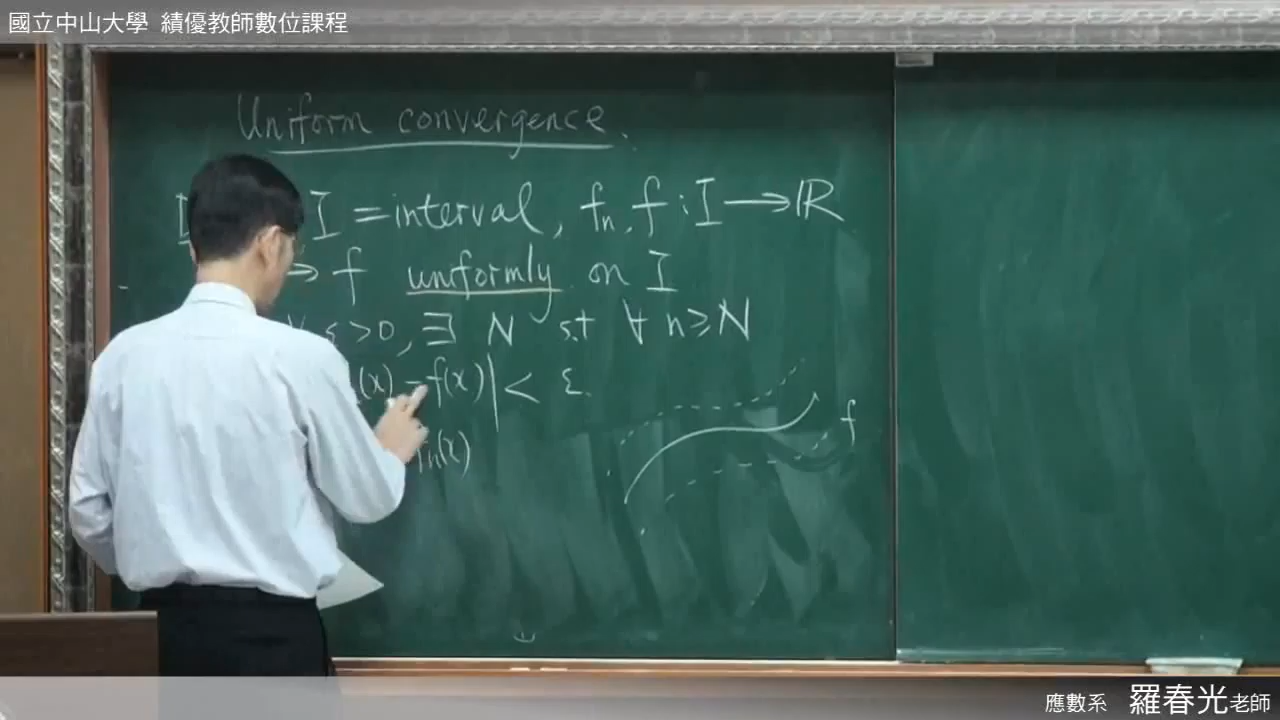 國立中山大學 績優教師數位課程
Uniform convergence.
I = interval, fn, f : I → ℝ
→ f uniformly on I
ε > 0, ∃ N s.t ∀ n ≥ N
(x) - f(x)| < ε.
f
fn(x)
應數系 羅春光老師